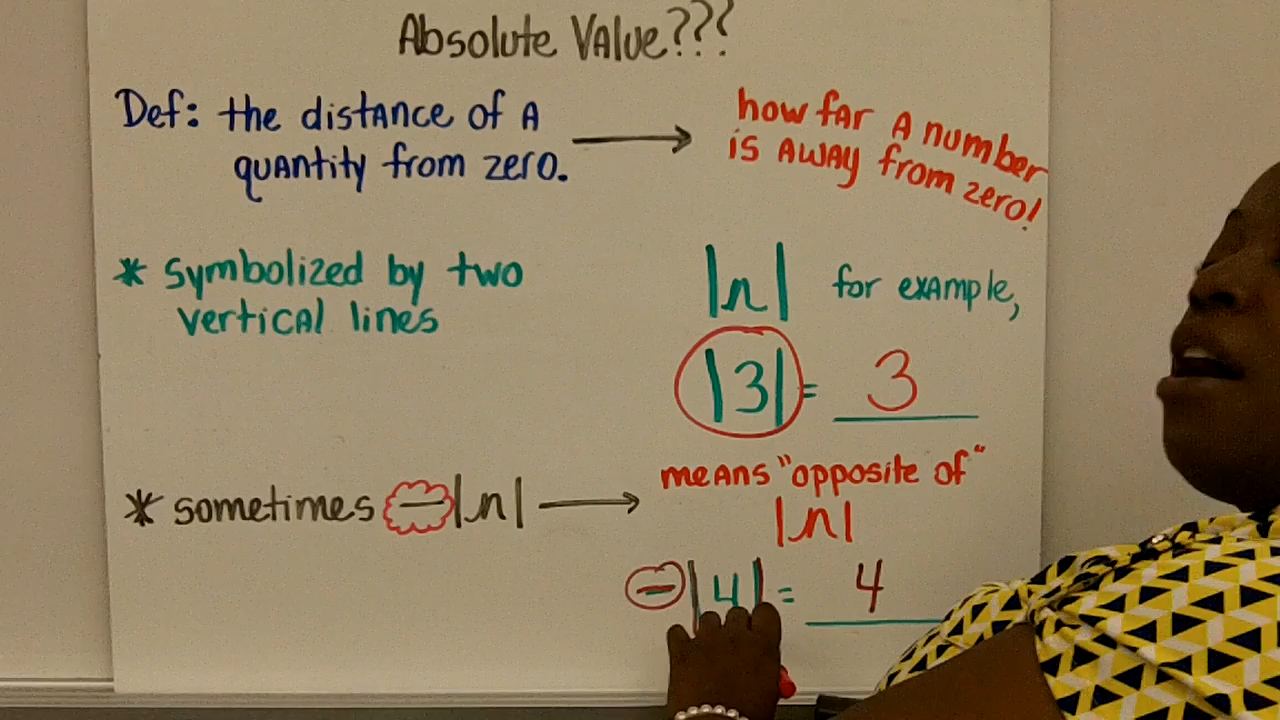 Absolute Value???
Def: the distance of a
quantity from zero.
how far a number
is away from zero!
* Symbolized by two
vertical lines
|n| for example,
|3| = 3
* sometimes -|n|
means "opposite of"
|n|
-|4| = 4